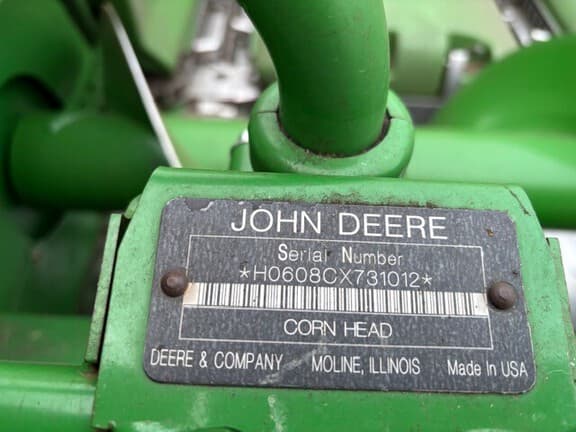 JOHN DEERE
Serial Number
*H0608CX731012*
CORN HEAD
DEERE & COMPANY MOLINE, ILLINOIS Made In USA